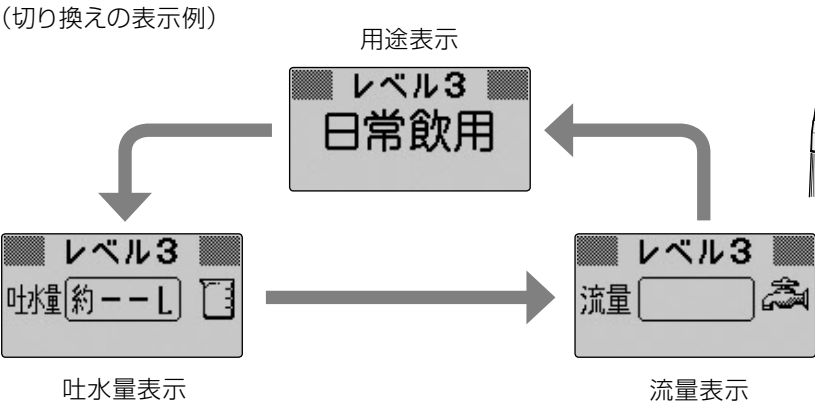 (切り換えの表示例)
用途表示
レベル3
日常飲用
レベル3
吐水量 約－－L
吐水量表示
レベル3
流量
流量表示